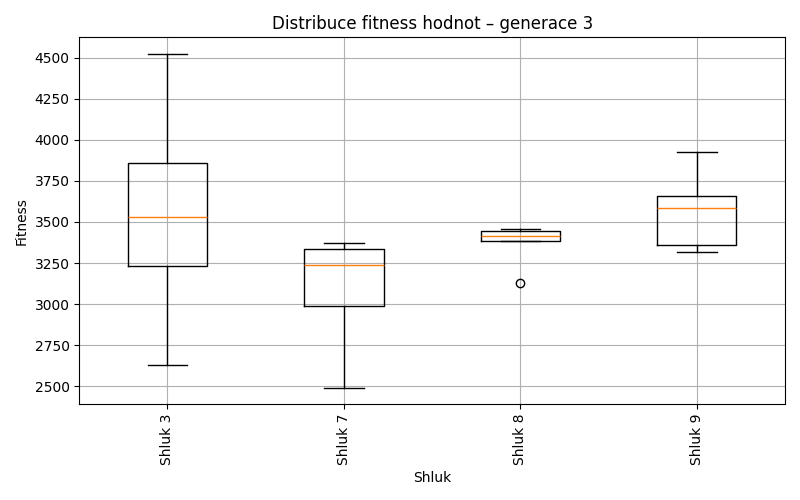 Distribuce fitness hodnot – generace 3
Fitness
4500
4250
4000
3750
3500
3250
3000
2750
2500
Shluk 3
Shluk 7
Shluk 8
Shluk 9
Shluk